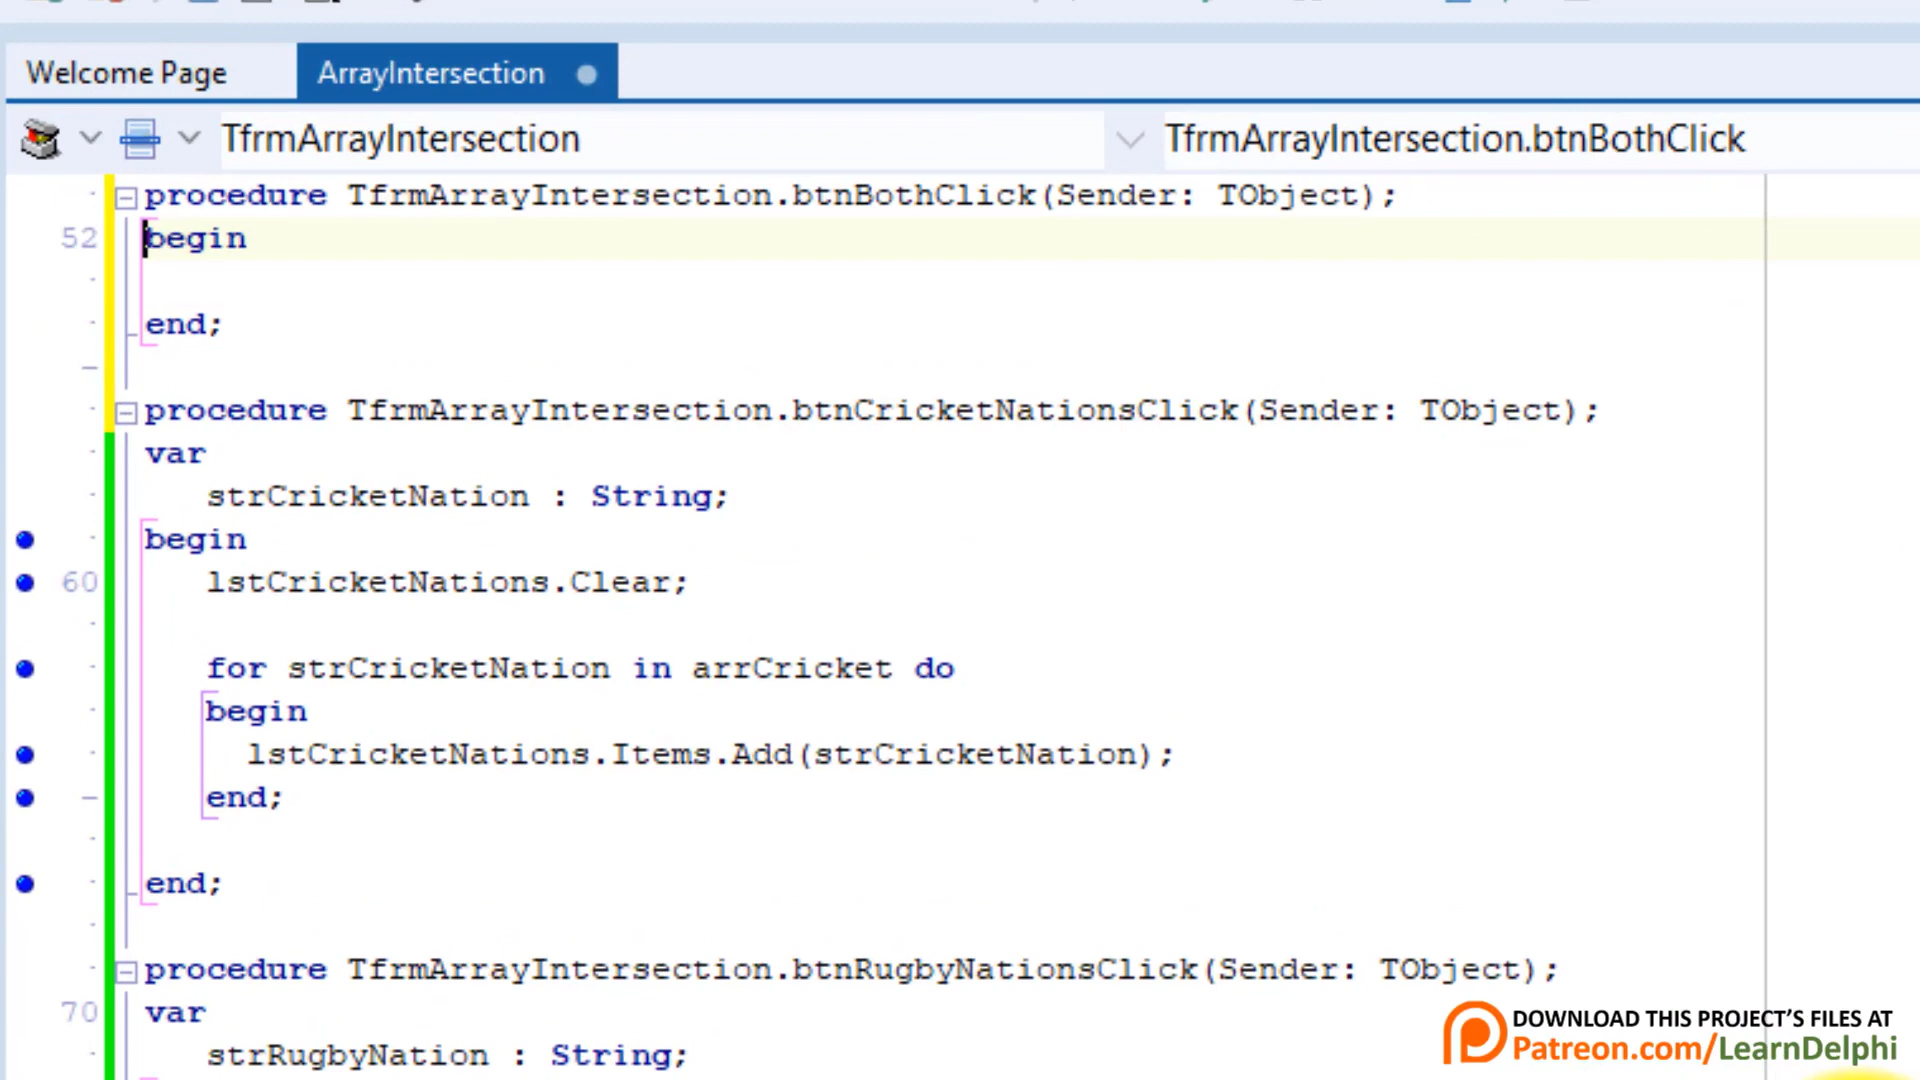 Welcome Page
ArrayIntersection
TfrmArrayIntersection
TfrmArrayIntersection.btnBothClick
procedure TfrmArrayIntersection.btnBothClick(Sender: TObject);
52 begin
end;
procedure TfrmArrayIntersection.btnCricketNationsClick(Sender: TObject);
var
strCricketNation : String;
begin
60 lstCricketNations.Clear;
for strCricketNation in arrCricket do
begin
lstCricketNations.Items.Add(strCricketNation);
end;
end;
procedure TfrmArrayIntersection.btnRugbyNationsClick(Sender: TObject);
70 var
strRugbyNation : String;
DOWNLOAD THIS PROJECT'S FILES AT
Patreon.com/LearnDelphi